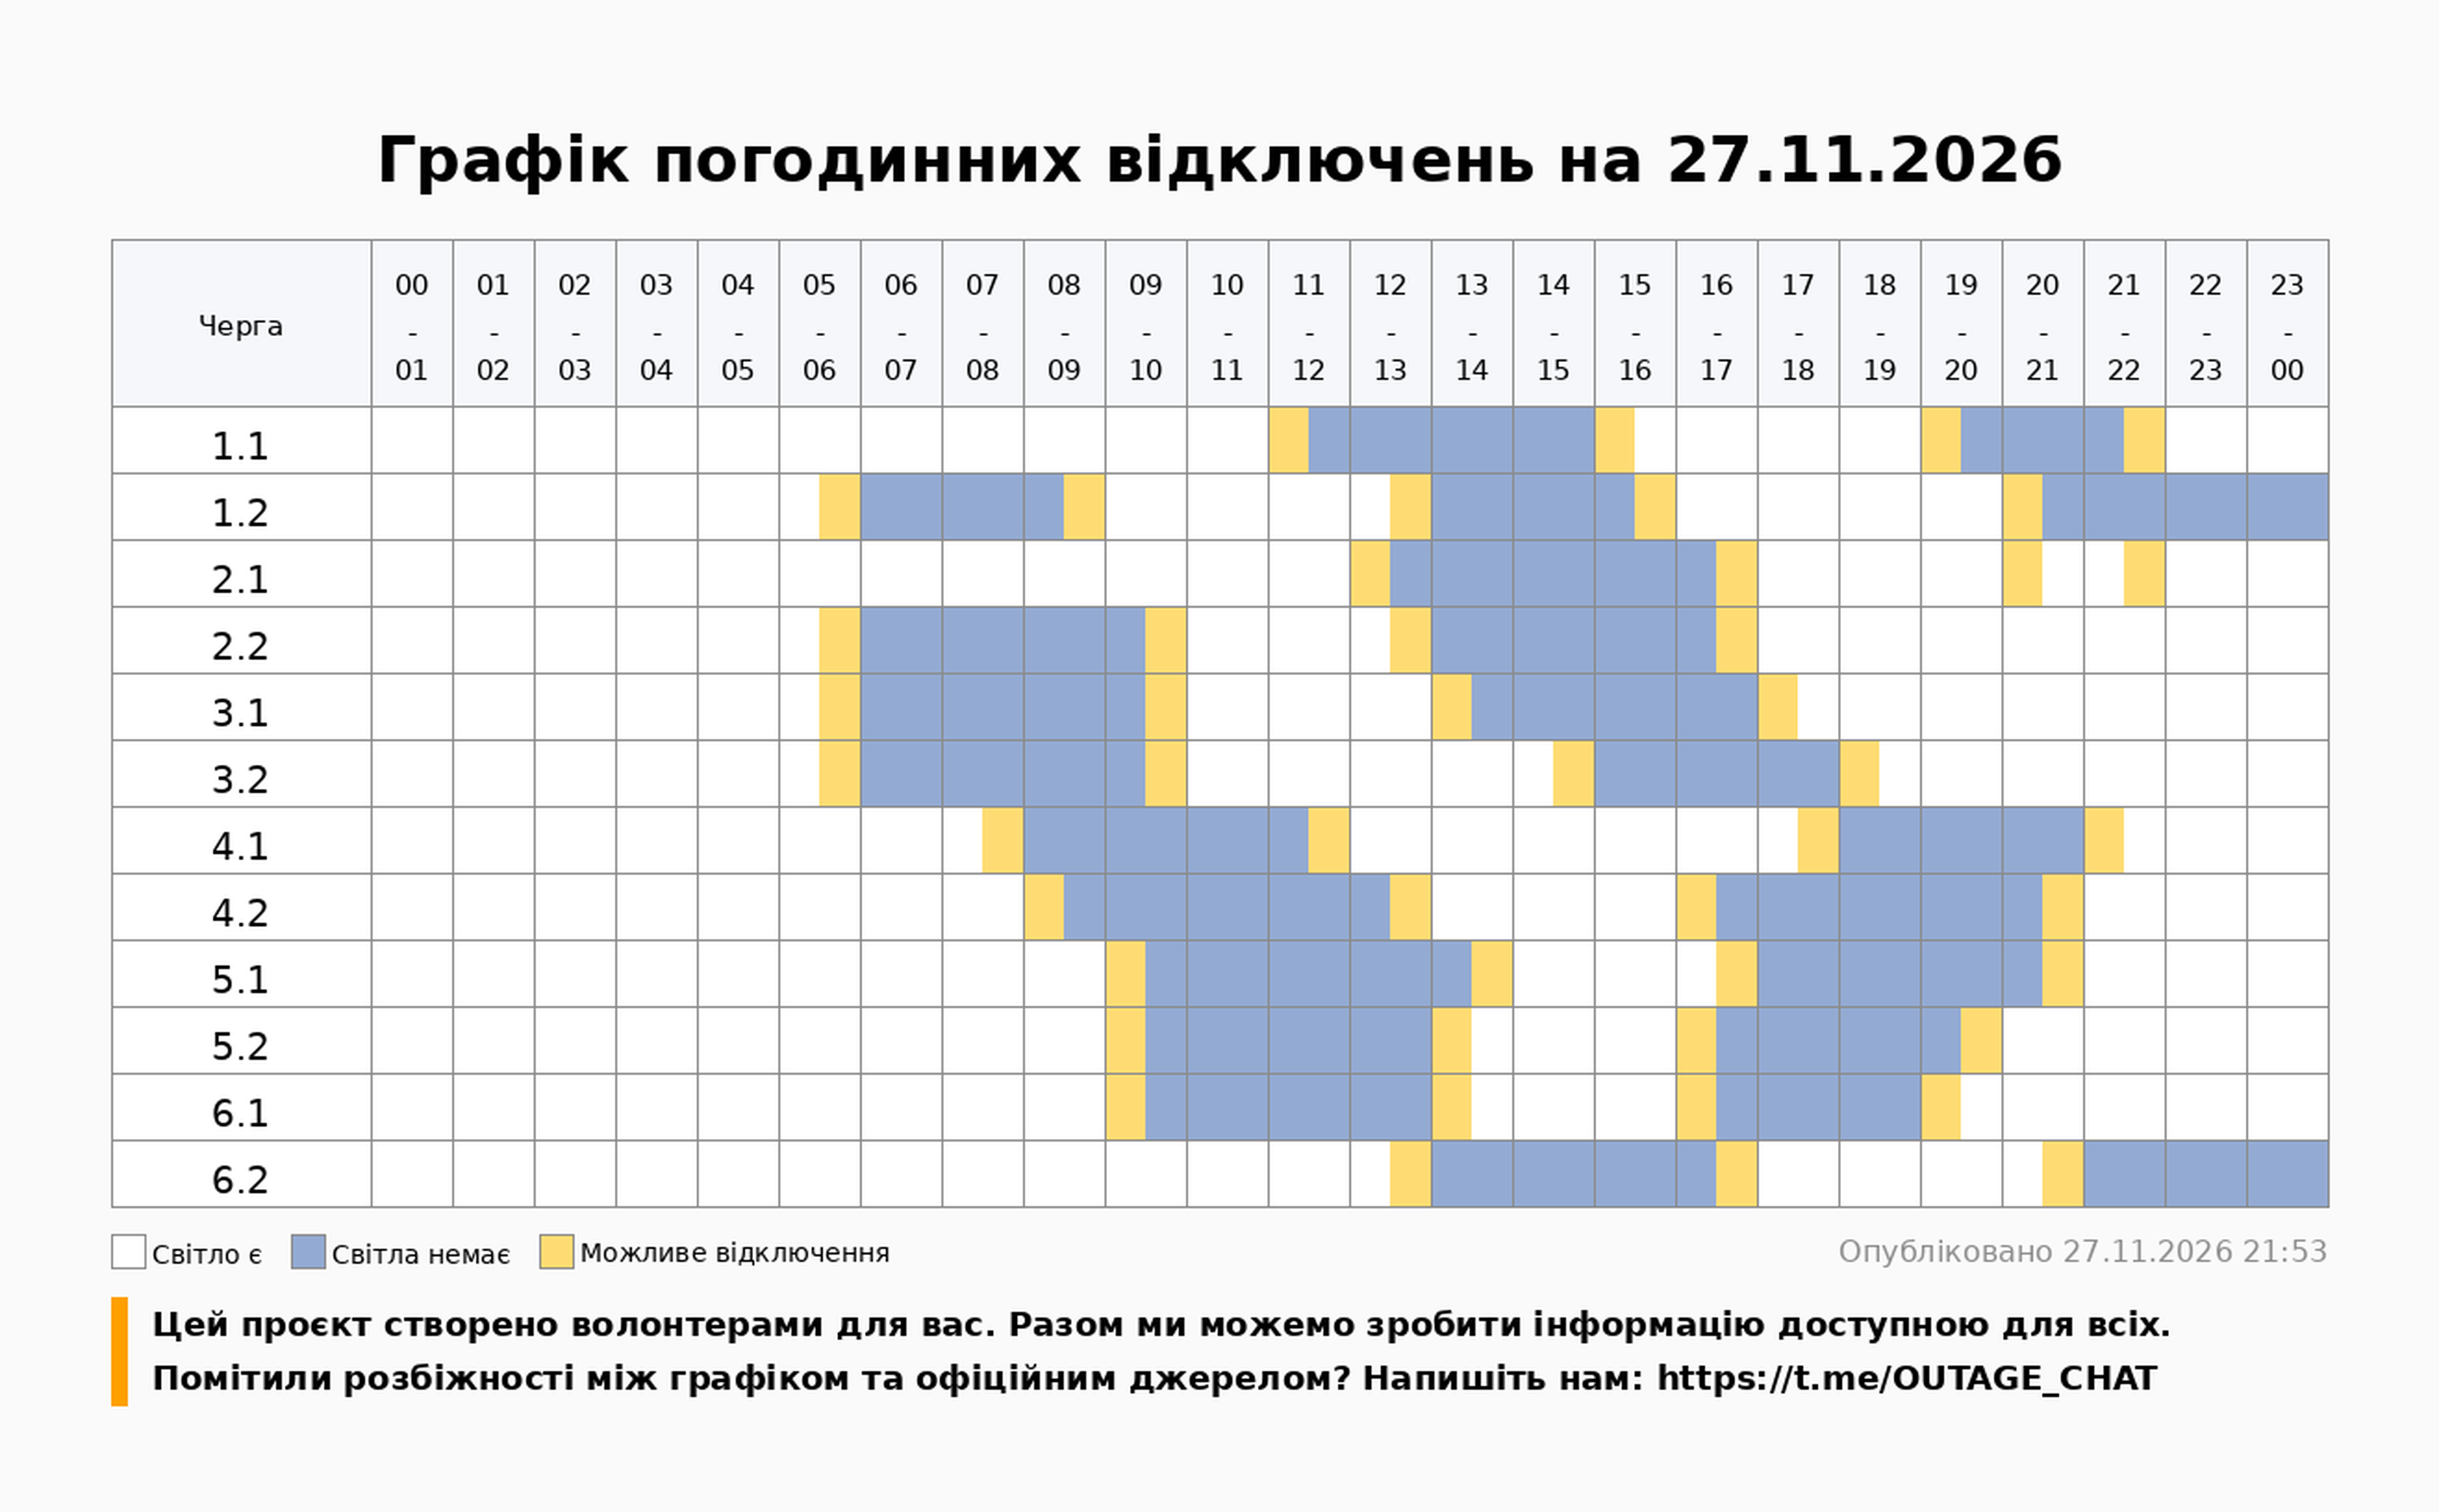 Графік погодинних відключень на 27.11.2026
Черга 00 - 01 01 - 02 02 - 03 03 - 04 04 - 05 05 - 06 06 - 07 07 - 08 08 - 09 09 - 10 10 - 11 11 - 12 12 - 13 13 - 14 14 - 15 15 - 16 16 - 17 17 - 18 18 - 19 19 - 20 20 - 21 21 - 22 22 - 23 23 - 00
1.1
1.2
2.1
2.2
3.1
3.2
4.1
4.2
5.1
5.2
6.1
6.2
Світло є Світла немає Можливе відключення Опубліковано 27.11.2026 21:53
Цей проєкт створено волонтерами для вас. Разом ми можемо зробити інформацію доступною для всіх.
Помітили розбіжності між графіком та офіційним джерелом? Напишіть нам: https://t.me/OUTAGE_CHAT